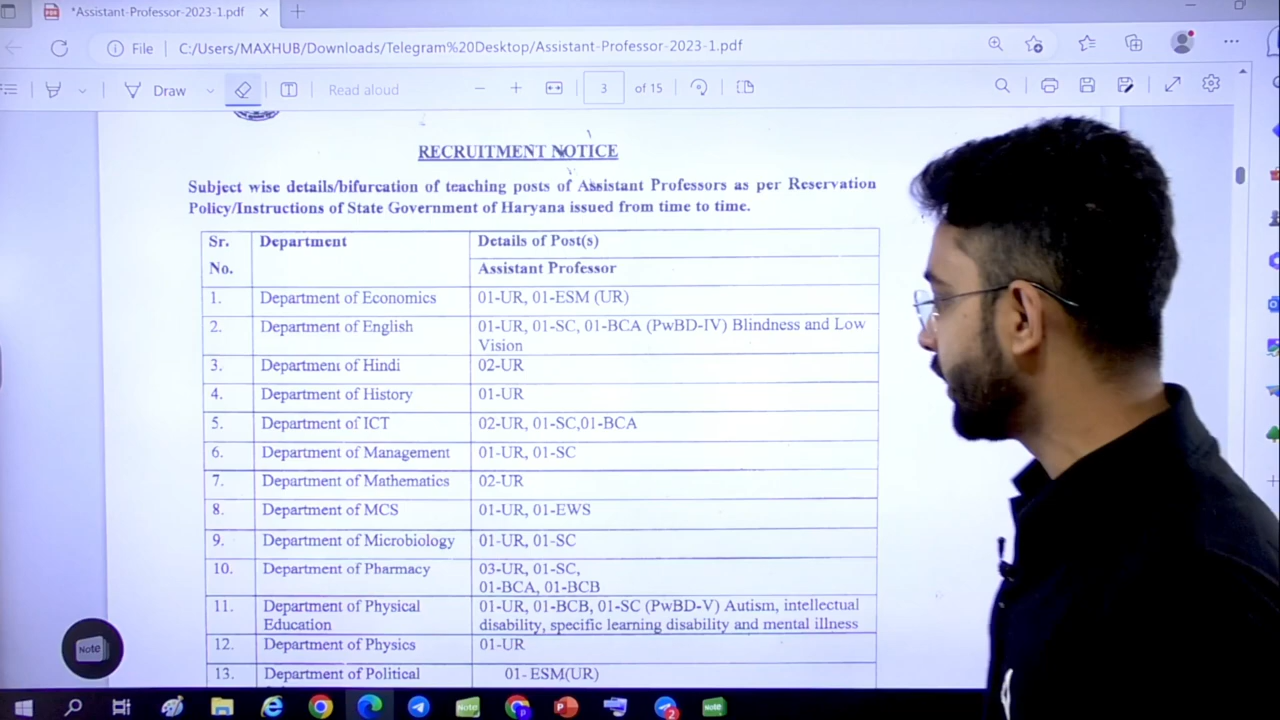 *Assistant-Professor-2023-1.pdf
File C:/Users/MAXHUB/Downloads/Telegram%20Desktop/Assistant-Professor-2023-1.pdf
Draw Read aloud 3 of 15
RECRUITMENT NOTICE
Subject wise details/bifurcation of teaching posts of Assistant Professors as per Reservation
Policy/Instructions of State Government of Haryana issued from time to time.
Sr. No. Department Details of Post(s)
Assistant Professor
1. Department of Economics 01-UR, 01-ESM (UR)
2. Department of English 01-UR, 01-SC, 01-BCA (PwBD-IV) Blindness and Low
Vision
3. Department of Hindi 02-UR
4. Department of History 01-UR
5. Department of ICT 02-UR, 01-SC,01-BCA
6. Department of Management 01-UR, 01-SC
7. Department of Mathematics 02-UR
8. Department of MCS 01-UR, 01-EWS
9. Department of Microbiology 01-UR, 01-SC
10. Department of Pharmacy 03-UR, 01-SC,
01-BCA, 01-BCB
11. Department of Physical 01-UR, 01-BCB, 01-SC (PwBD-V) Autism, intellectual
Education disability, specific learning disability and mental illness
12. Department of Physics 01-UR
13. Department of Political 01- ESM(UR)
Note
Note
2
Note